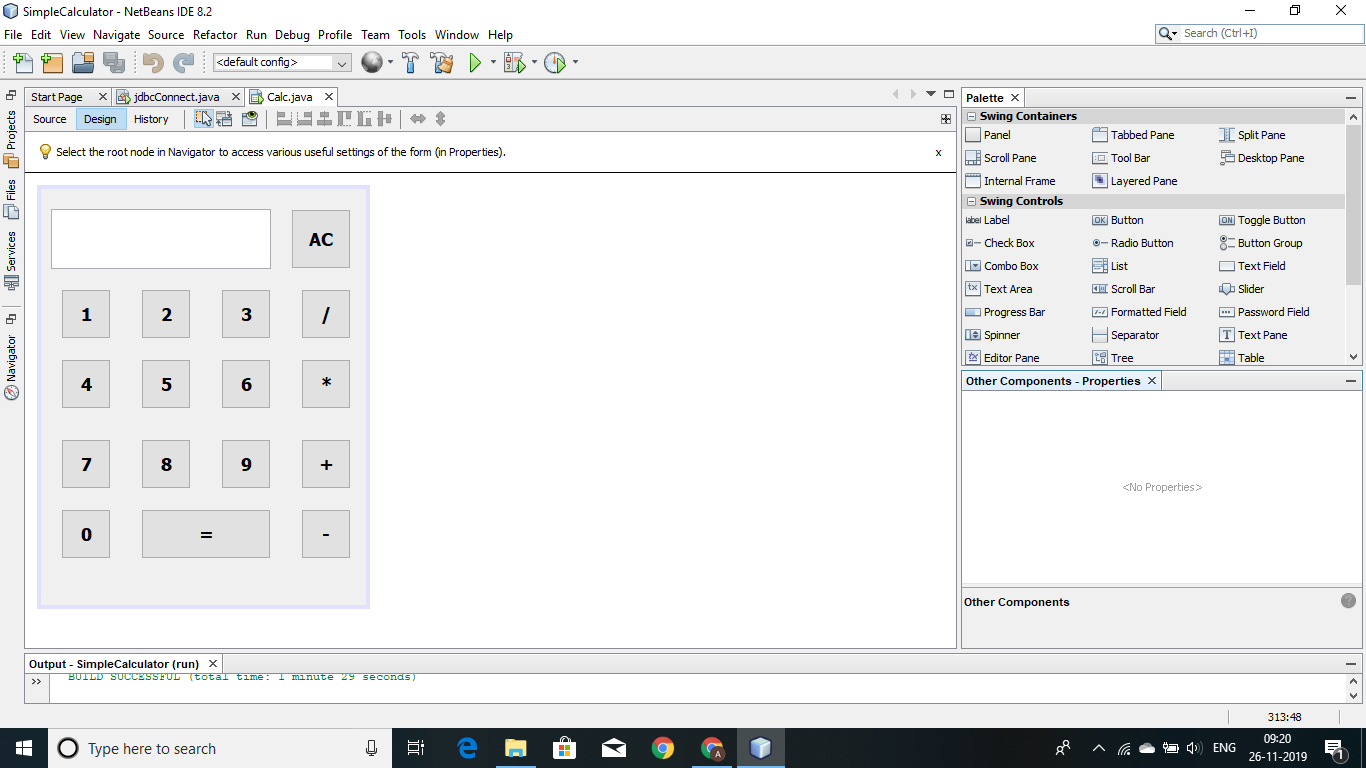 SimpleCalculator - NetBeans IDE 8.2
File Edit View Navigate Source Refactor Run Debug Profile Team Tools Window Help
Search (Ctrl+I)
<default config>
Projects
Files
Services
Navigator
Start Page jdbcConnect.java Calc.java
Source Design History
Select the root node in Navigator to access various useful settings of the form (in Properties).
x
AC
1 2 3 /
4 5 6 *
7 8 9 +
0 = -
Palette
Swing Containers
Panel Tabbed Pane Split Pane
Scroll Pane Tool Bar Desktop Pane
Internal Frame Layered Pane
Swing Controls
label Label OK Button ON Toggle Button
Check Box Radio Button Button Group
Combo Box List Text Field
tx Text Area Scroll Bar Slider
Progress Bar Formatted Field Password Field
Spinner Separator T Text Pane
Editor Pane Tree Table
Other Components - Properties
<No Properties>
Other Components
?
Output - SimpleCalculator (run)
>>
BUILD SUCCESSFUL (total time: 1 minute 29 seconds)
313:48
Type here to search
A
ENG
09:20
26-11-2019
1